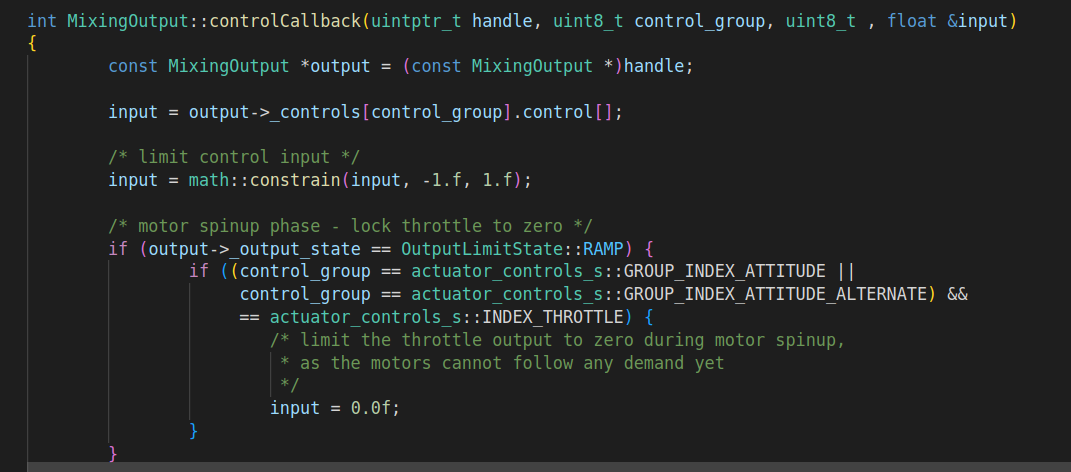 int MixingOutput::controlCallback(uintptr_t handle, uint8_t control_group, uint8_t , float &input)
{
const MixingOutput *output = (const MixingOutput *)handle;
input = output->_controls[control_group].control[];
/* limit control input */
input = math::constrain(input, -1.f, 1.f);
/* motor spinup phase - lock throttle to zero */
if (output->_output_state == OutputLimitState::RAMP) {
if ((control_group == actuator_controls_s::GROUP_INDEX_ATTITUDE ||
control_group == actuator_controls_s::GROUP_INDEX_ATTITUDE_ALTERNATE) &&
== actuator_controls_s::INDEX_THROTTLE) {
/* limit the throttle output to zero during motor spinup,
* as the motors cannot follow any demand yet
*/
input = 0.0f;
}
}